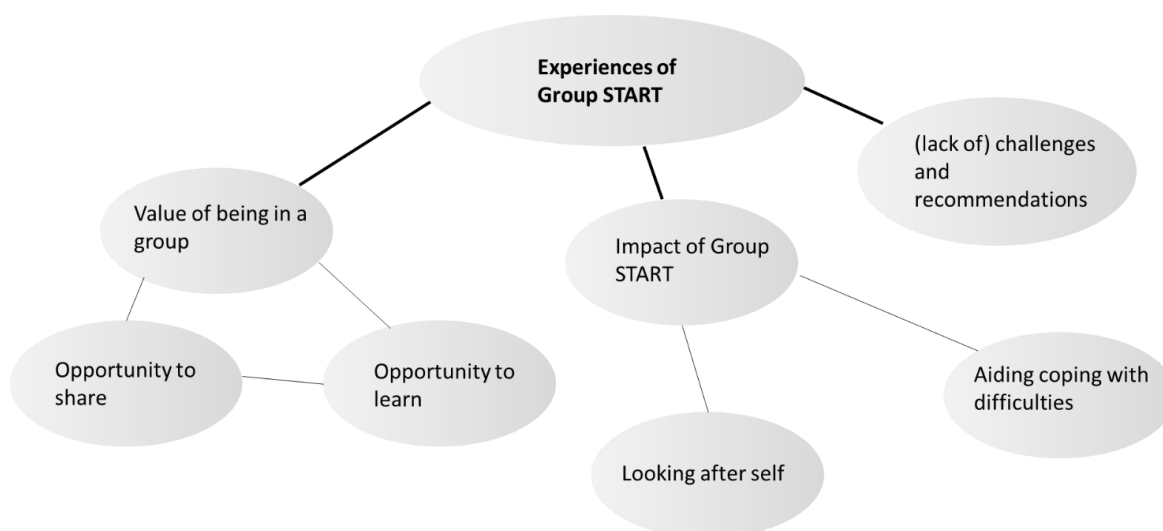 Experiences of
Group START
(lack of) challenges
and
recommendations
Value of being in a
group
Impact of Group
START
Opportunity to
share
Opportunity to
learn
Aiding coping with
difficulties
Looking after self